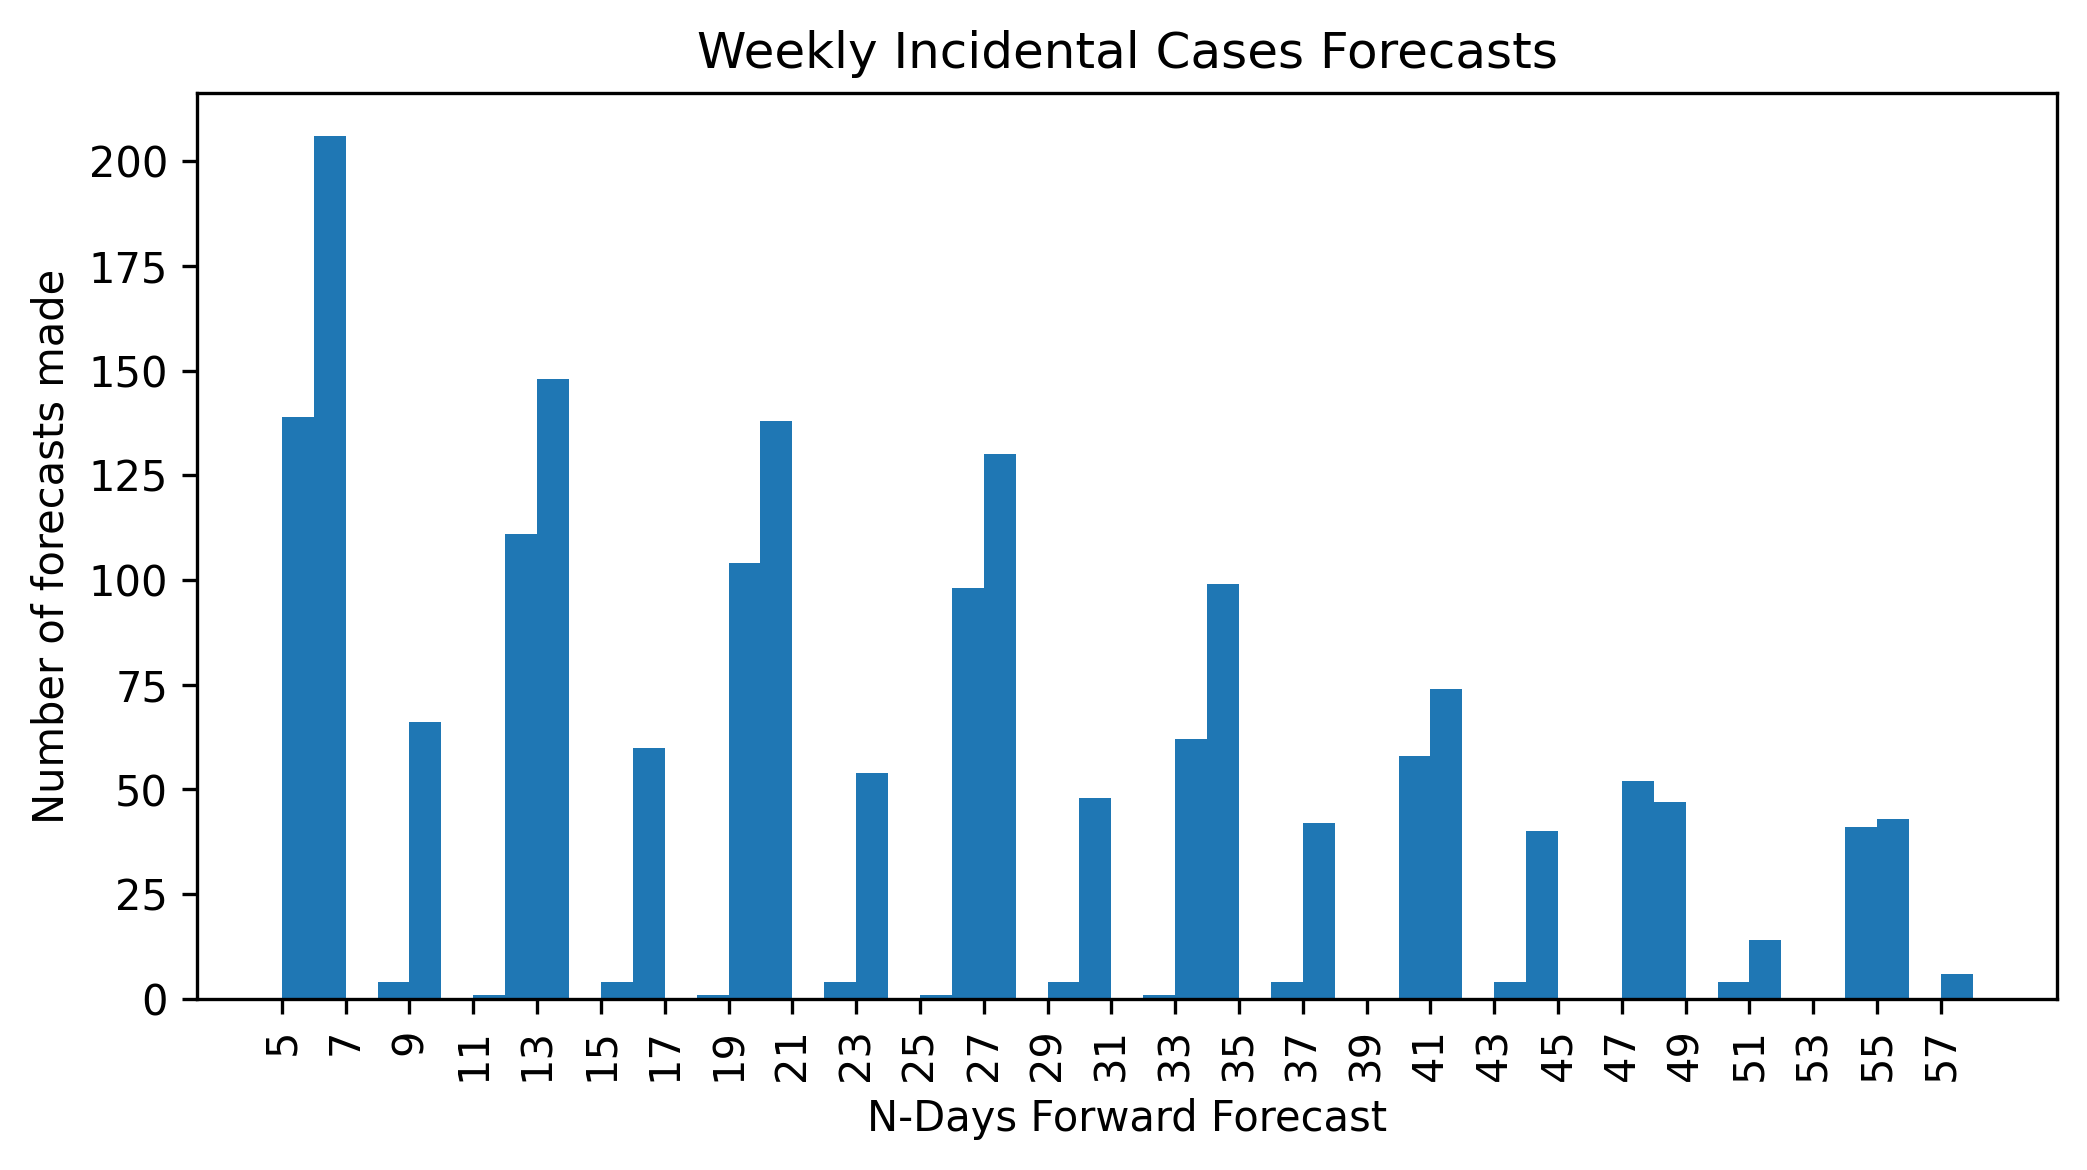 Weekly Incidental Cases Forecasts
Number of forecasts made
200
175
150
125
100
75
50
25
0
5 7 9 11 13 15 17 19 21 23 25 27 29 31 33 35 37 39 41 43 45 47 49 51 53 55 57
N-Days Forward Forecast